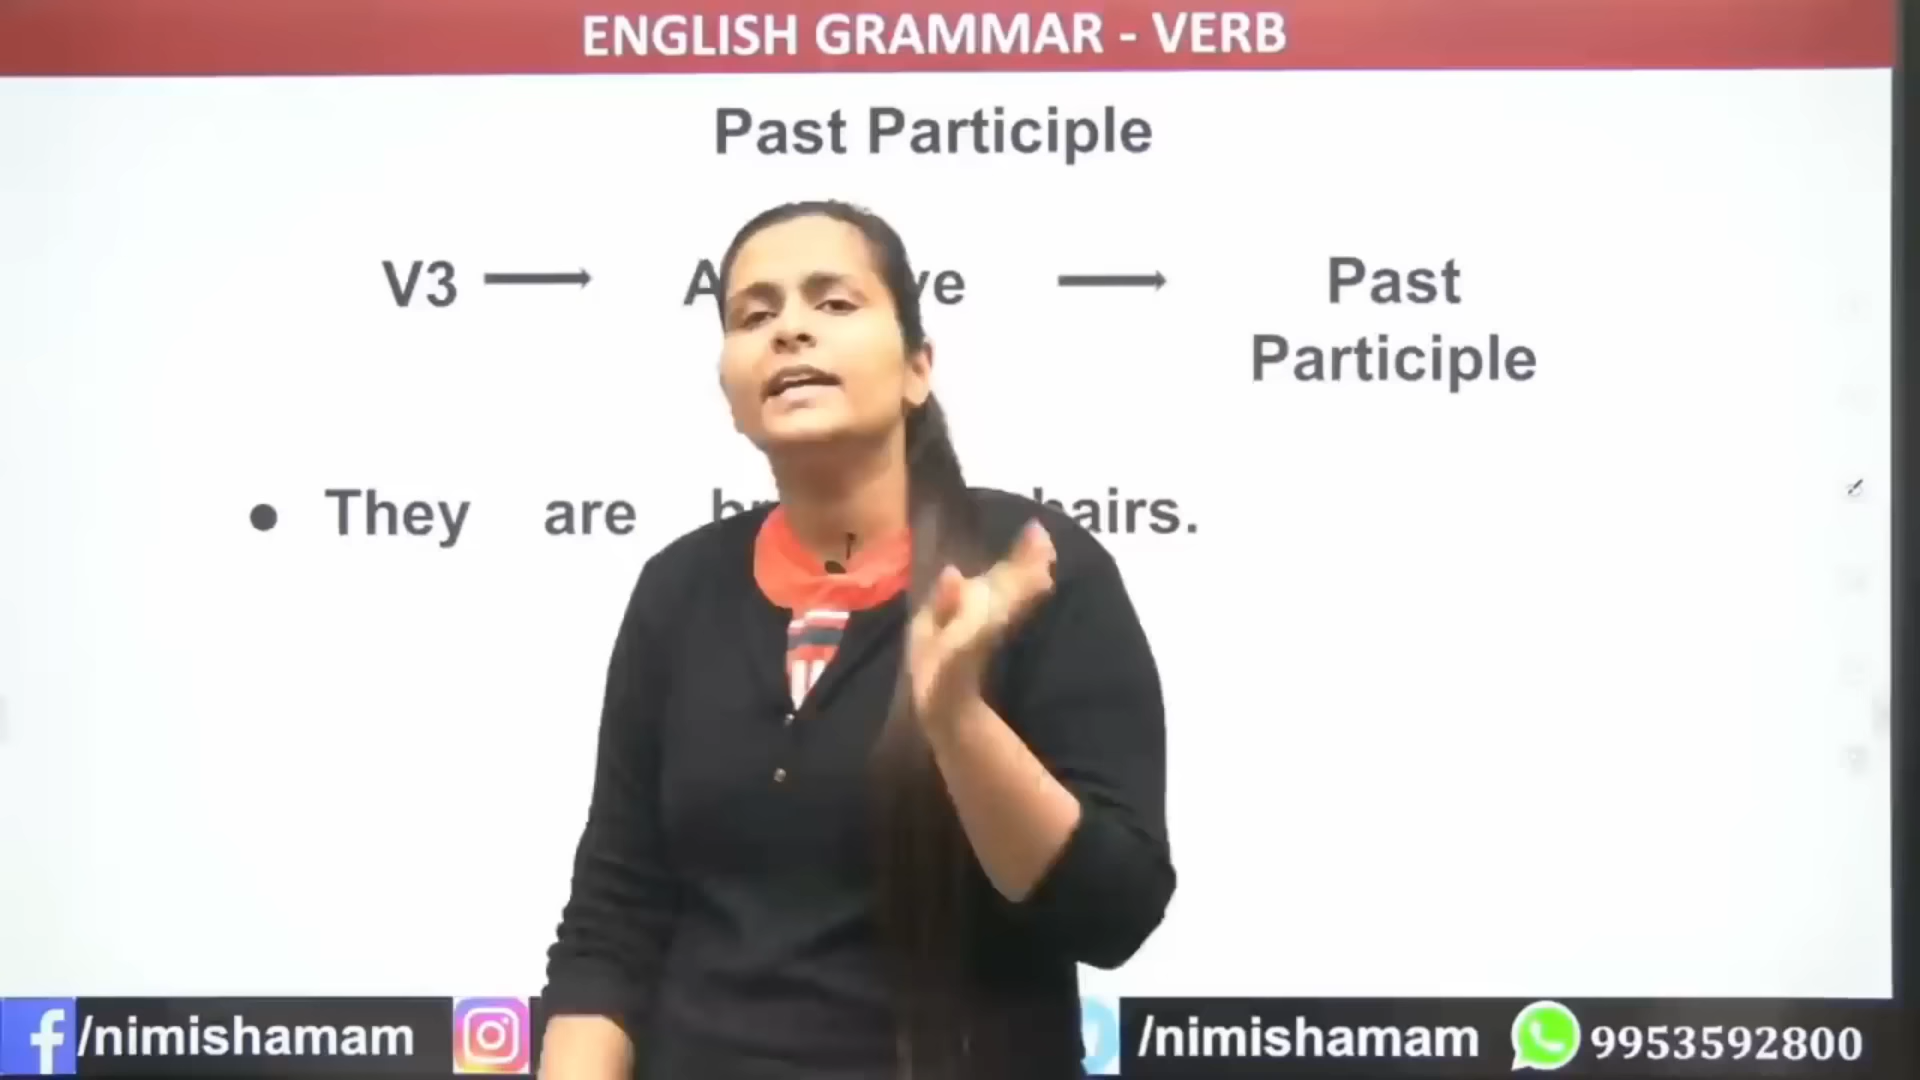 ENGLISH GRAMMAR - VERB
Past Participle
V3 Past
Participle
They are
/nimishamam /nimishamam 9953592800